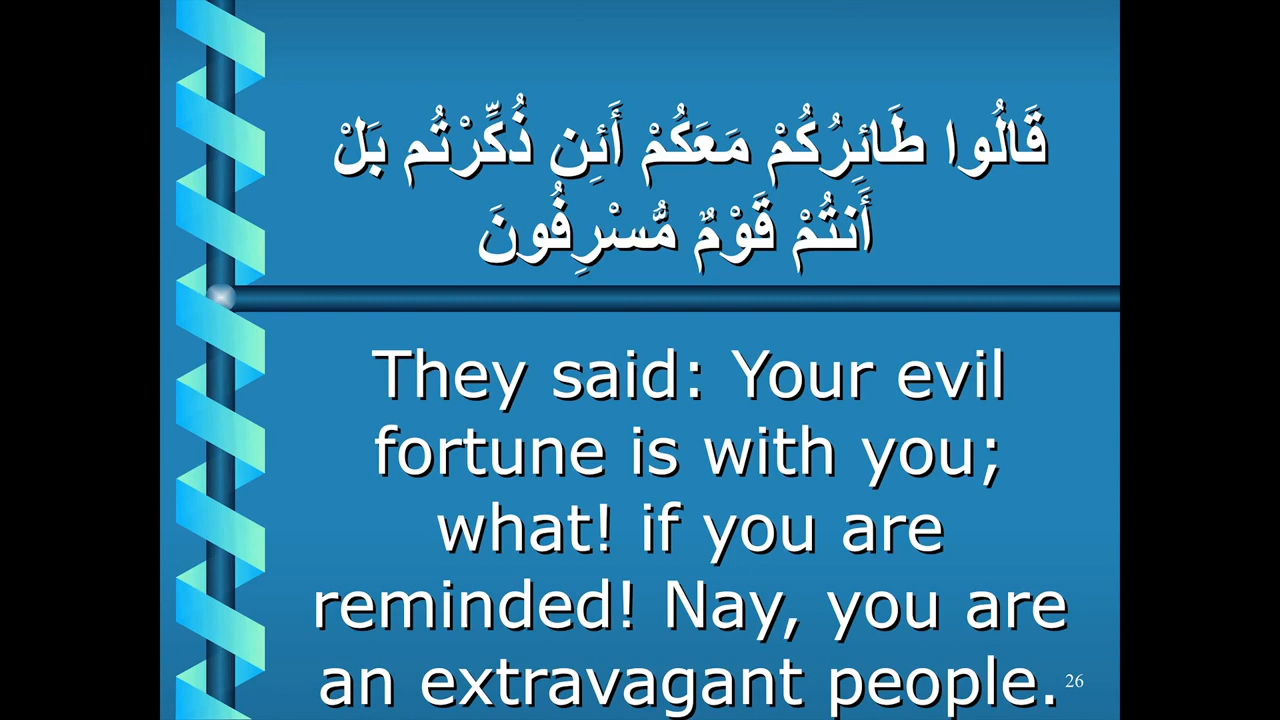 قَالُوا طَائِرُكُمْ مَعَكُمْ أَئِن ذُكِّرْتُم بَلْ
أَنتُمْ قَوْمٌ مُّسْرِفُونَ
They said: Your evil
fortune is with you;
what! if you are
reminded! Nay, you are
an extravagant people.
26